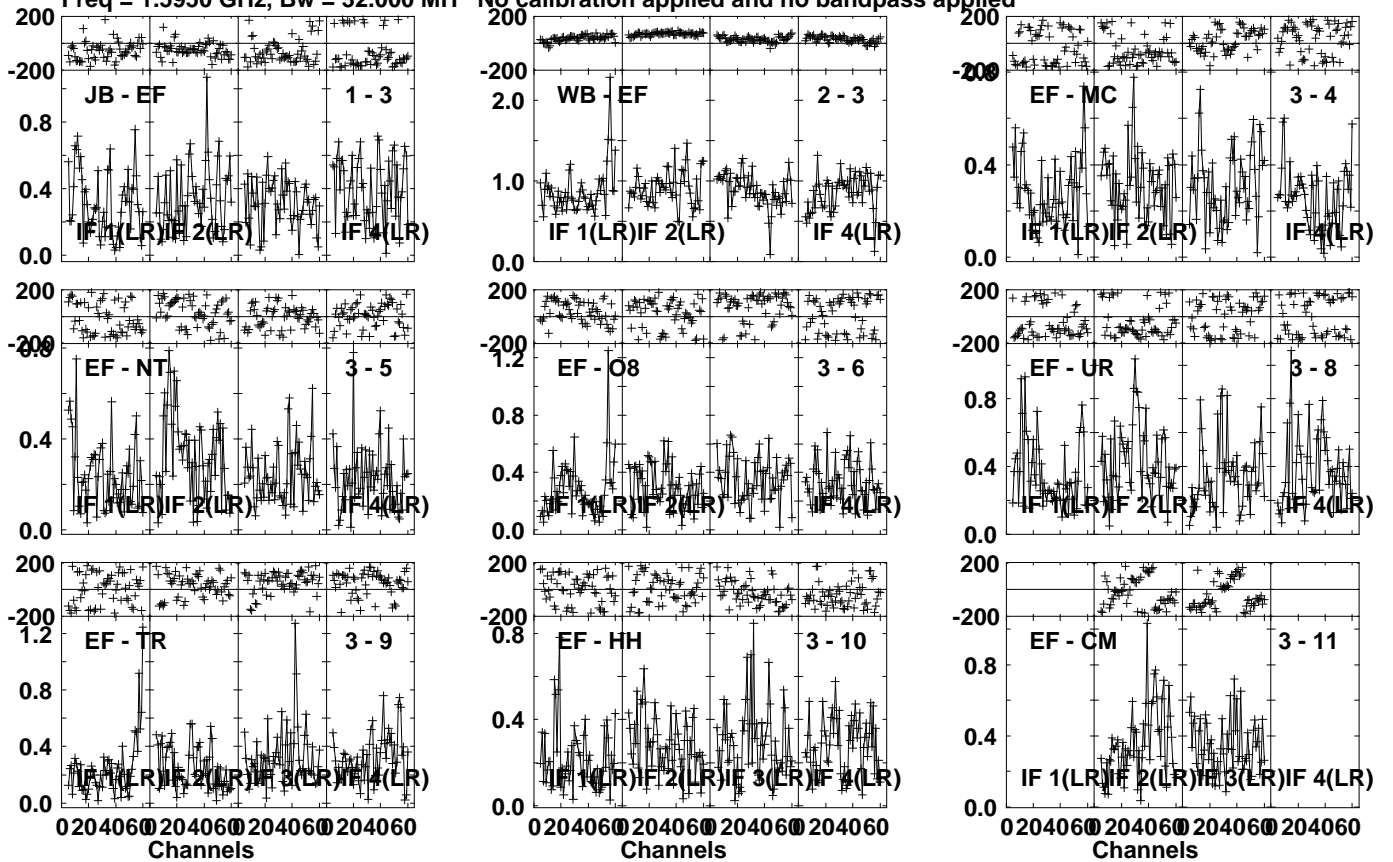 Freq = 1.5950 GHz, Bw = 32.000 MH No calibration applied and no bandpass applied
200 200 200
-200 -200 -200
JB - EF 1 - 3 WB - EF 2 - 3 0.8 EF - MC 3 - 4
0.8 2.0
0.4 1.0 0.4
IF 1(LR) IF 2(LR) IF 4(LR) IF 1(LR) IF 2(LR) IF 4(LR) IF 1(LR) IF 2(LR) IF 4(LR)
0.0 0.0 0.0
200 200 200
-200 -200 -200
0.8 EF - NT 3 - 5 1.2 EF - O8 3 - 6 EF - UR 3 - 8
0.8 0.8
0.4 0.4 0.4
IF 1(LR) IF 2(LR) IF 4(LR) IF 1(LR) IF 2(LR) IF 4(LR) IF 1(LR) IF 2(LR) IF 4(LR)
0.0 0.0 0.0
200 200 200
-200 -200 -200
1.2 EF - TR 3 - 9 0.8 EF - HH 3 - 10 EF - CM 3 - 11
0.8 0.8
0.4 0.4 0.4
IF 1(LR) IF 2(LR) IF 3(LR) IF 4(LR) IF 1(LR) IF 2(LR) IF 3(LR) IF 4(LR) IF 1(LR) IF 2(LR) IF 3(LR) IF 4(LR)
0.0 0.0 0.0
0 20 40 60 0 20 40 60 0 20 40 60 0 20 40 60 0 20 40 60 0 20 40 60 0 20 40 60 0 20 40 60 0 20 40 60 0 20 40 60 0 20 40 60 0 20 40 60
Channels Channels Channels